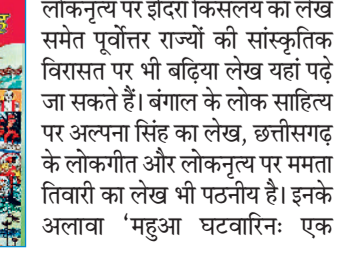 लोकनृत्य पर इंदिरा किसलय का लेख
समेत पूर्वोत्तर राज्यों की सांस्कृतिक
विरासत पर भी बढ़िया लेख यहां पढ़े
जा सकते हैं। बंगाल के लोक साहित्य
पर अल्पना सिंह का लेख, छत्तीसगढ़
के लोकगीत और लोकनृत्य पर ममता
तिवारी का लेख भी पठनीय है। इनके
अलावा ‘महुआ घटवारिनः एक